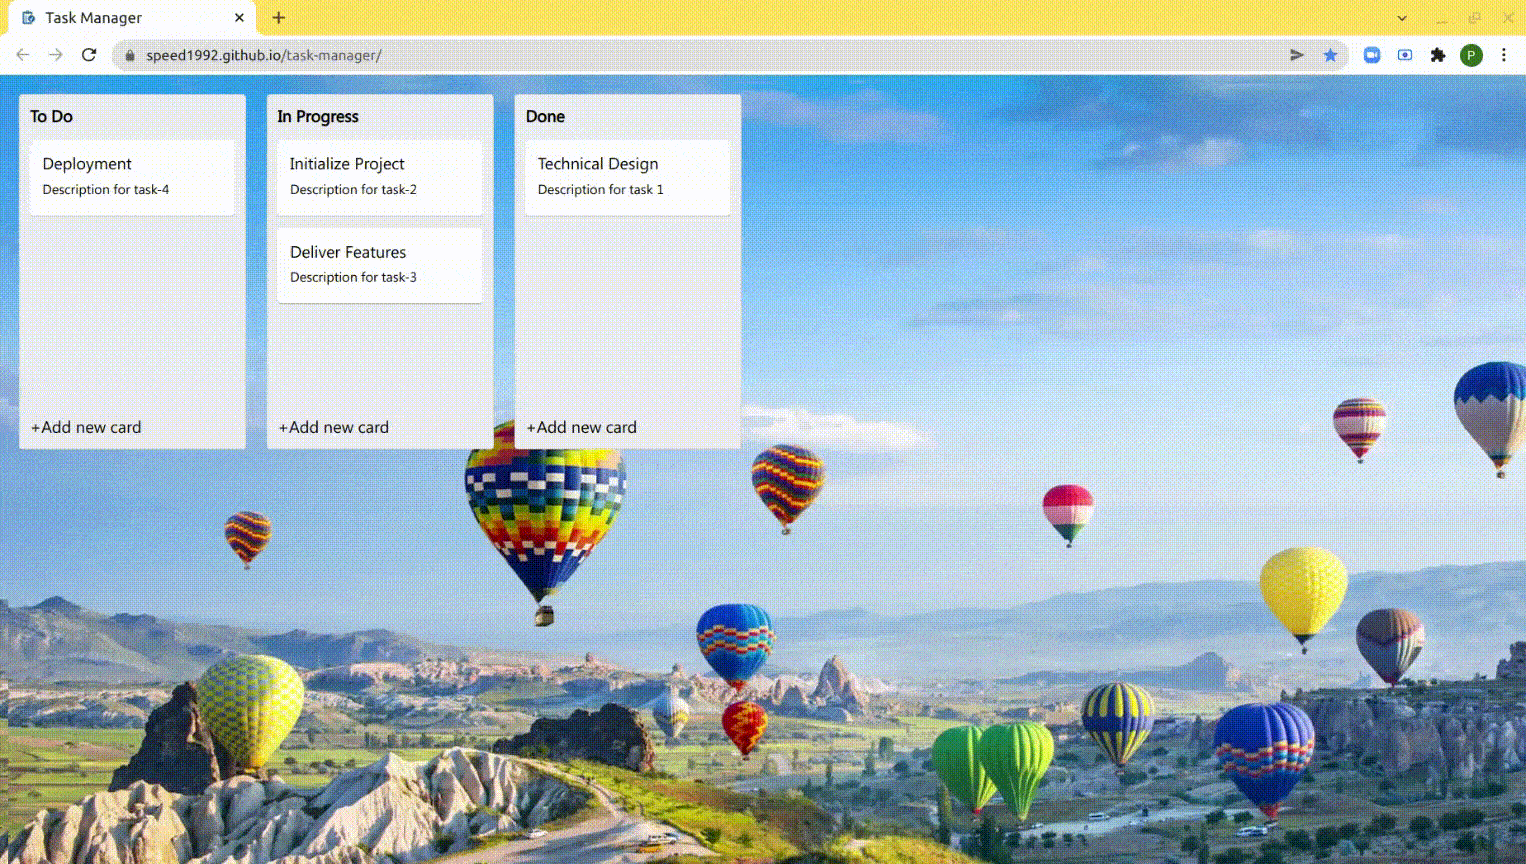 Task Manager
speed1992.github.io/task-manager/
P
To Do
Deployment
Description for task-4
+Add new card
In Progress
Initialize Project
Description for task-2
Deliver Features
Description for task-3
+Add new card
Done
Technical Design
Description for task 1
+Add new card